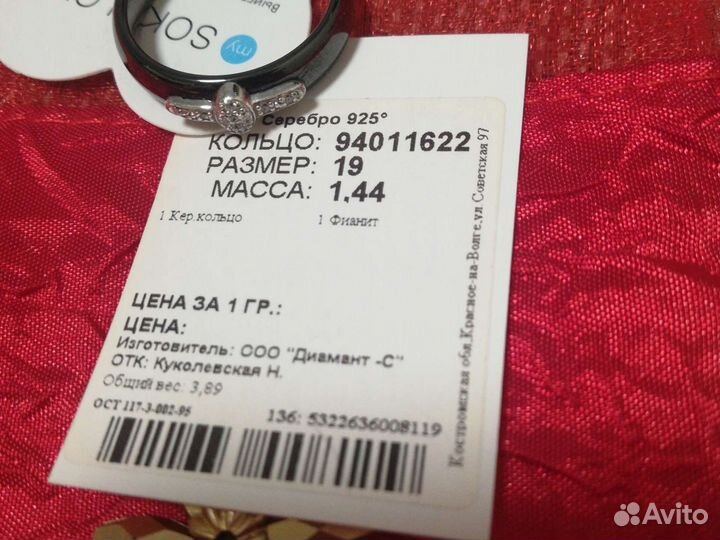 SOK
my
Серебро 925°
КОЛЬЦО: 94011622
РАЗМЕР: 19
МАССА: 1,44
1 Кер.кольцо 1 Фианит
ЦЕНА ЗА 1 ГР.:
ЦЕНА:
Изготовитель: ООО "Диамант -С"
ОТК: Куколевская Н.
Общий вес: 3,89
ОСТ 117-3-002-95
136: 5322636008119
Костромская обл,Красное-на-Волге,ул.Советская 97
Avito